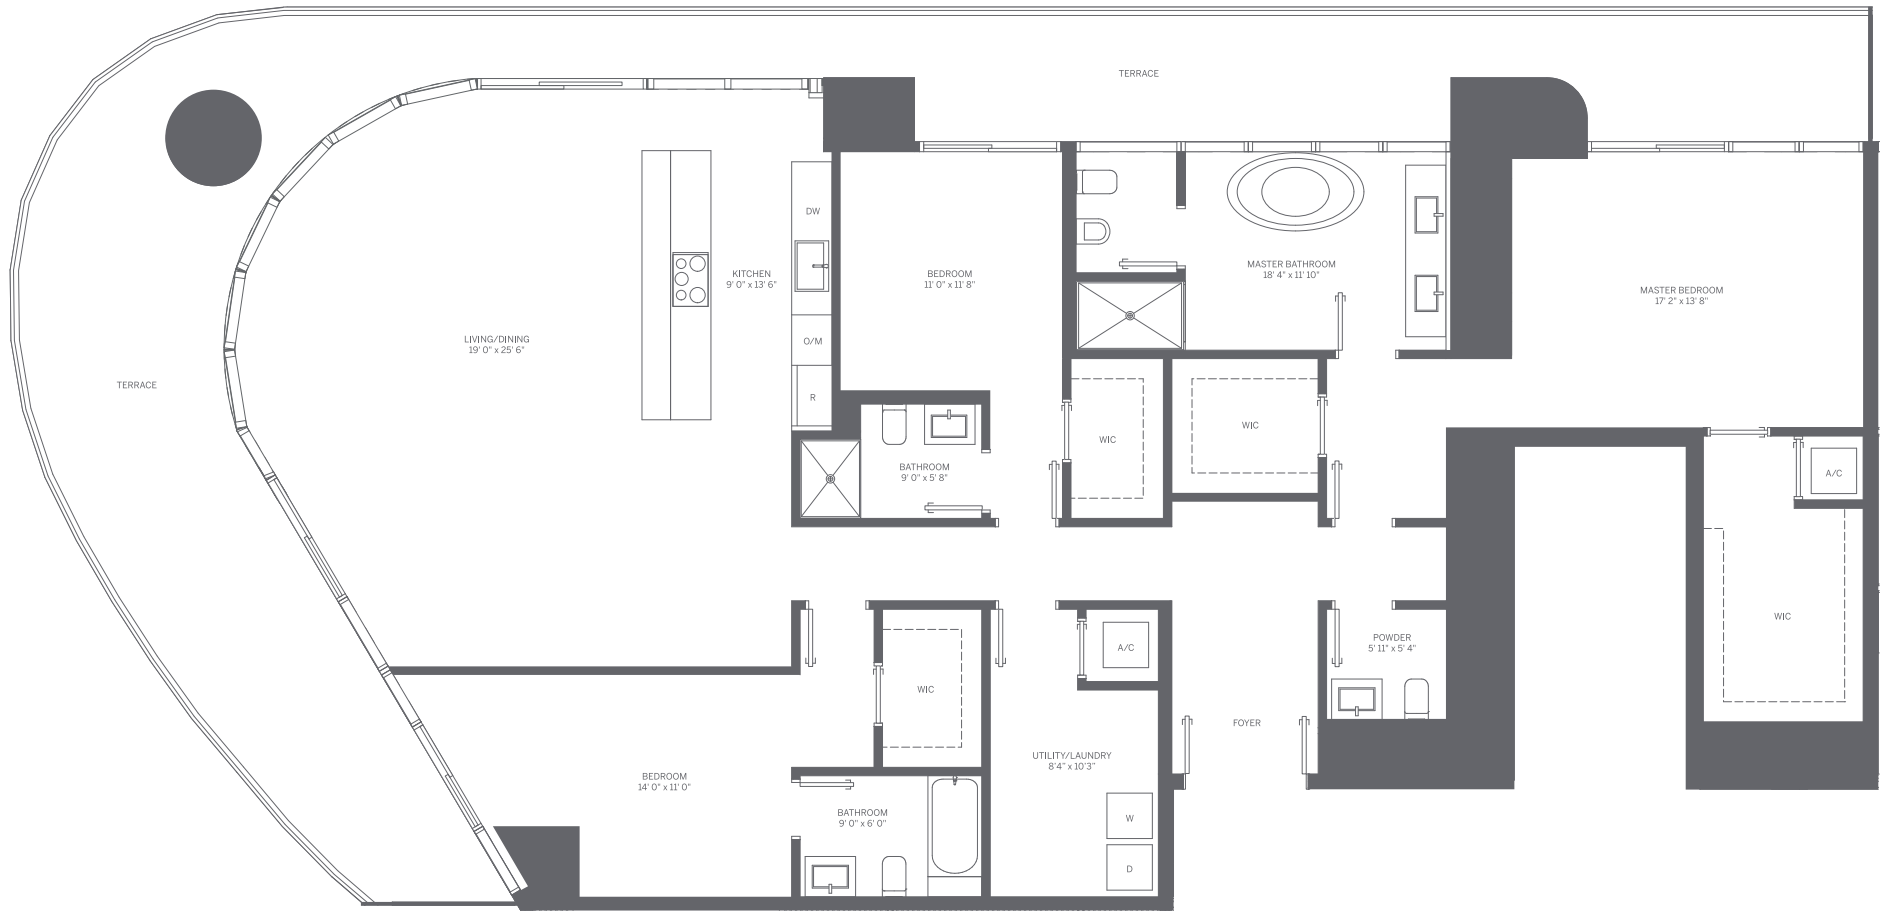 TERRACE
DW
KITCHEN
9' 0" x 13' 6"
BEDROOM
11' 0" x 11' 8"
MASTER BATHROOM
18' 4" x 11' 10"
MASTER BEDROOM
17' 2" x 13' 8"
LIVING/DINING
19' 0" x 25' 6"
O/M
TERRACE
R
WIC
WIC
BATHROOM
9' 0" x 5' 8"
A/C
WIC
POWDER
5' 11" x 5' 4"
A/C
WIC
FOYER
UTILITY/LAUNDRY
8'4" x 10'3"
BEDROOM
14' 0" x 11' 0"
BATHROOM
9' 0" x 6' 0"
W
D